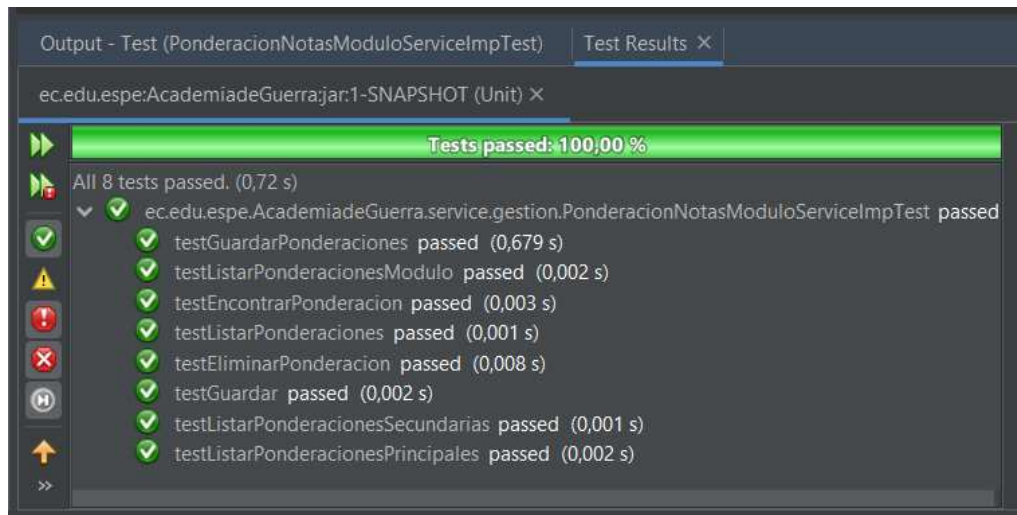 Output - Test (PonderacionNotasModuloServiceImpTest) Test Results ×
ec.edu.espe:AcademiadeGuerra:jar:1-SNAPSHOT (Unit) ×
Tests passed: 100,00 %
All 8 tests passed. (0,72 s)
ec.edu.espe.AcademiadeGuerra.service.gestion.PonderacionNotasModuloServiceImpTest passed
testGuardarPonderaciones passed (0,679 s)
testListarPonderacionesModulo passed (0,002 s)
testEncontrarPonderacion passed (0,003 s)
testListarPonderaciones passed (0,001 s)
testEliminarPonderacion passed (0,008 s)
testGuardar passed (0,002 s)
testListarPonderacionesSecundarias passed (0,001 s)
testListarPonderacionesPrincipales passed (0,002 s)